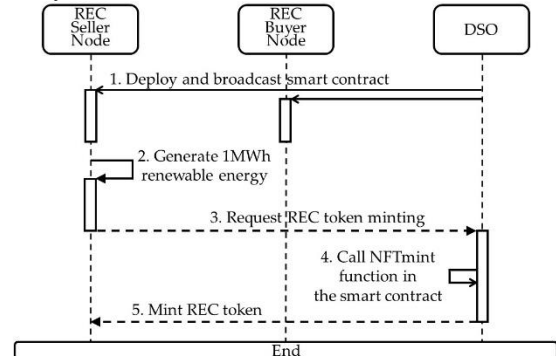 REC
Seller
Node
REC
Buyer
Node
DSO
1. Deploy and broadcast smart contract
2. Generate 1MWh
renewable energy
3. Request REC token minting
4. Call NFTmint
function in
the smart contract
5. Mint REC token
End